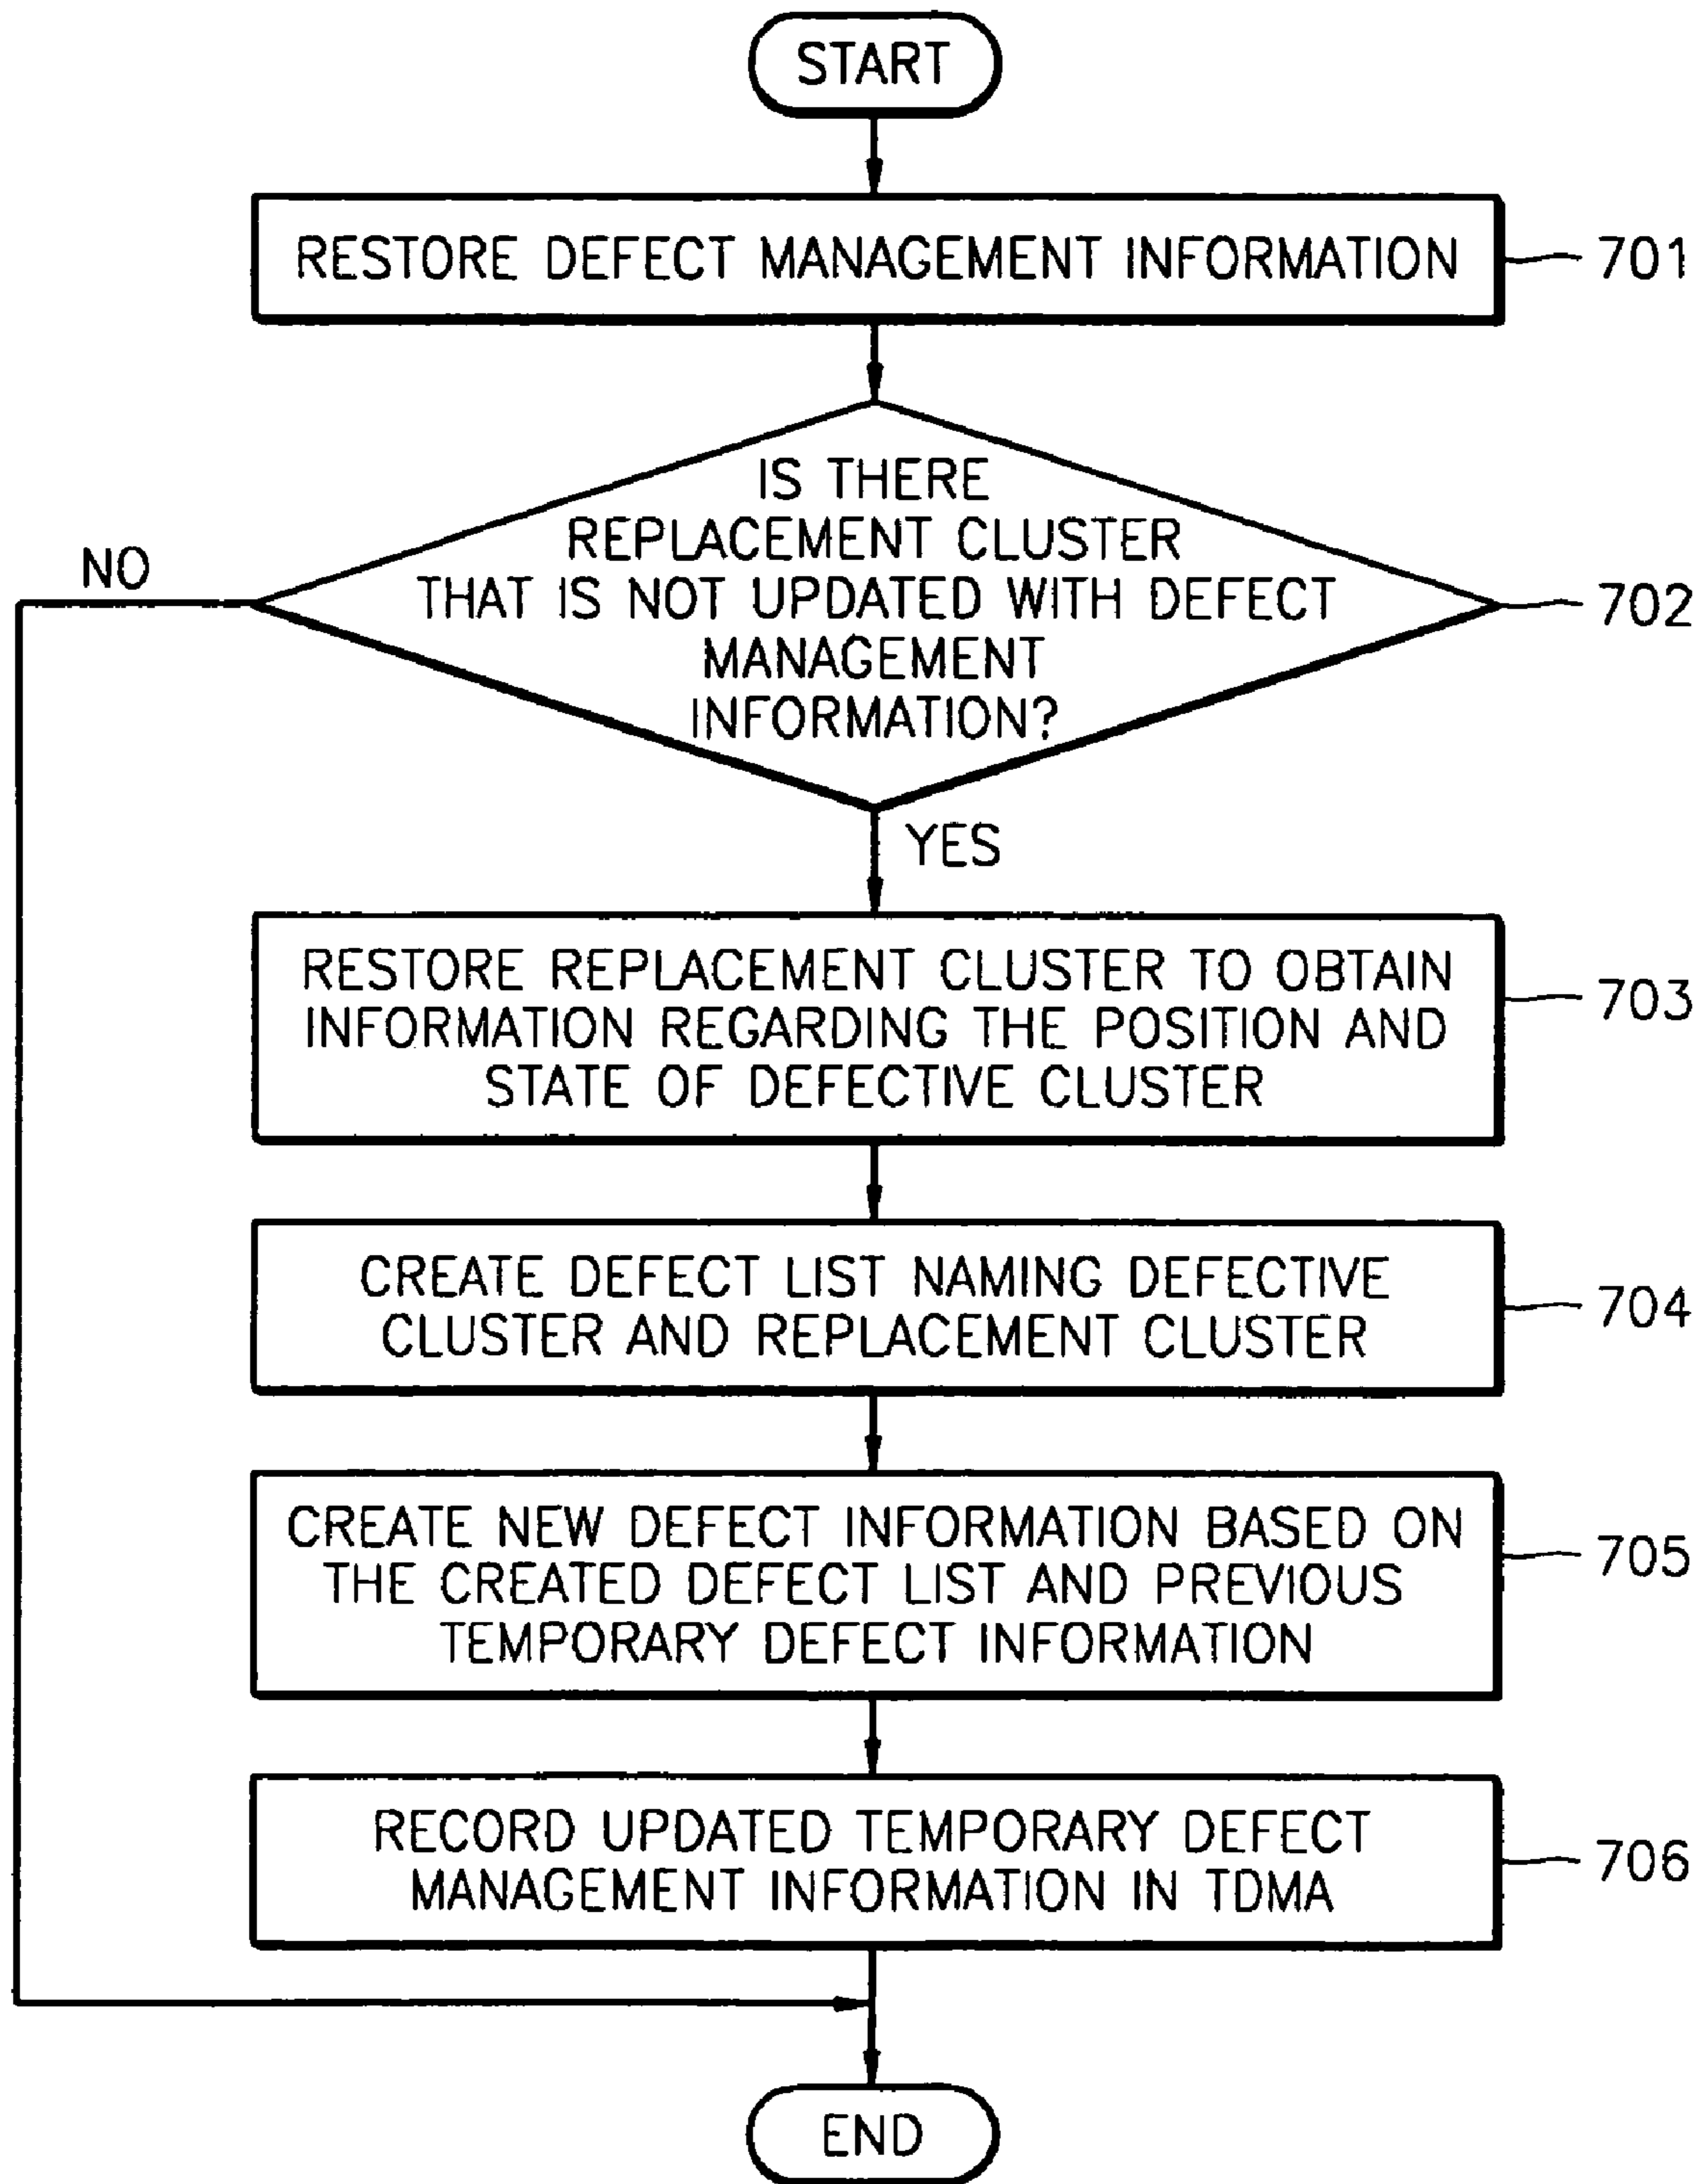 START
RESTORE DEFECT MANAGEMENT INFORMATION
701
IS THERE
REPLACEMENT CLUSTER
THAT IS NOT UPDATED WITH DEFECT
MANAGEMENT
INFORMATION?
NO
702
YES
RESTORE REPLACEMENT CLUSTER TO OBTAIN
INFORMATION REGARDING THE POSITION AND
STATE OF DEFECTIVE CLUSTER
703
CREATE DEFECT LIST NAMING DEFECTIVE
CLUSTER AND REPLACEMENT CLUSTER
704
CREATE NEW DEFECT INFORMATION BASED ON
THE CREATED DEFECT LIST AND PREVIOUS
TEMPORARY DEFECT INFORMATION
705
RECORD UPDATED TEMPORARY DEFECT
MANAGEMENT INFORMATION IN TDMA
706
END